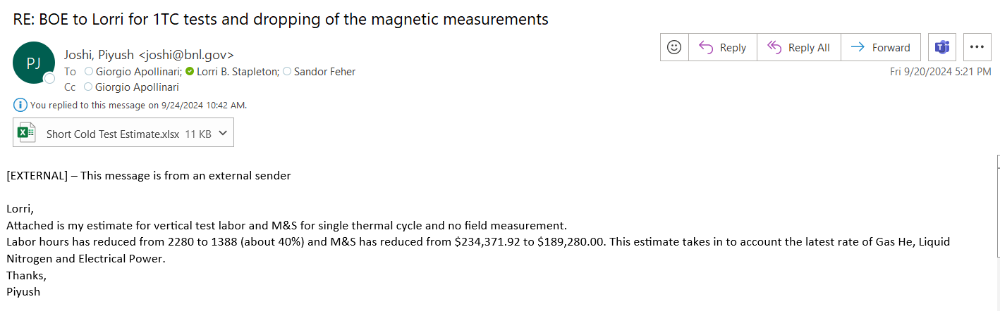 RE: BOE to Lorri for 1TC tests and dropping of the magnetic measurements
PJ
Joshi, Piyush <joshi@bnl.gov>
To Giorgio Apollinari; Lorri B. Stapleton; Sandor Feher
Cc Giorgio Apollinari
Reply
Reply All
Forward
Fri 9/20/2024 5:21 PM
You replied to this message on 9/24/2024 10:42 AM.
Short Cold Test Estimate.xlsx 11 KB
[EXTERNAL] – This message is from an external sender
Lorri,
Attached is my estimate for vertical test labor and M&S for single thermal cycle and no field measurement.
Labor hours has reduced from 2280 to 1388 (about 40%) and M&S has reduced from $234,371.92 to $189,280.00. This estimate takes in to account the latest rate of Gas He, Liquid
Nitrogen and Electrical Power.
Thanks,
Piyush